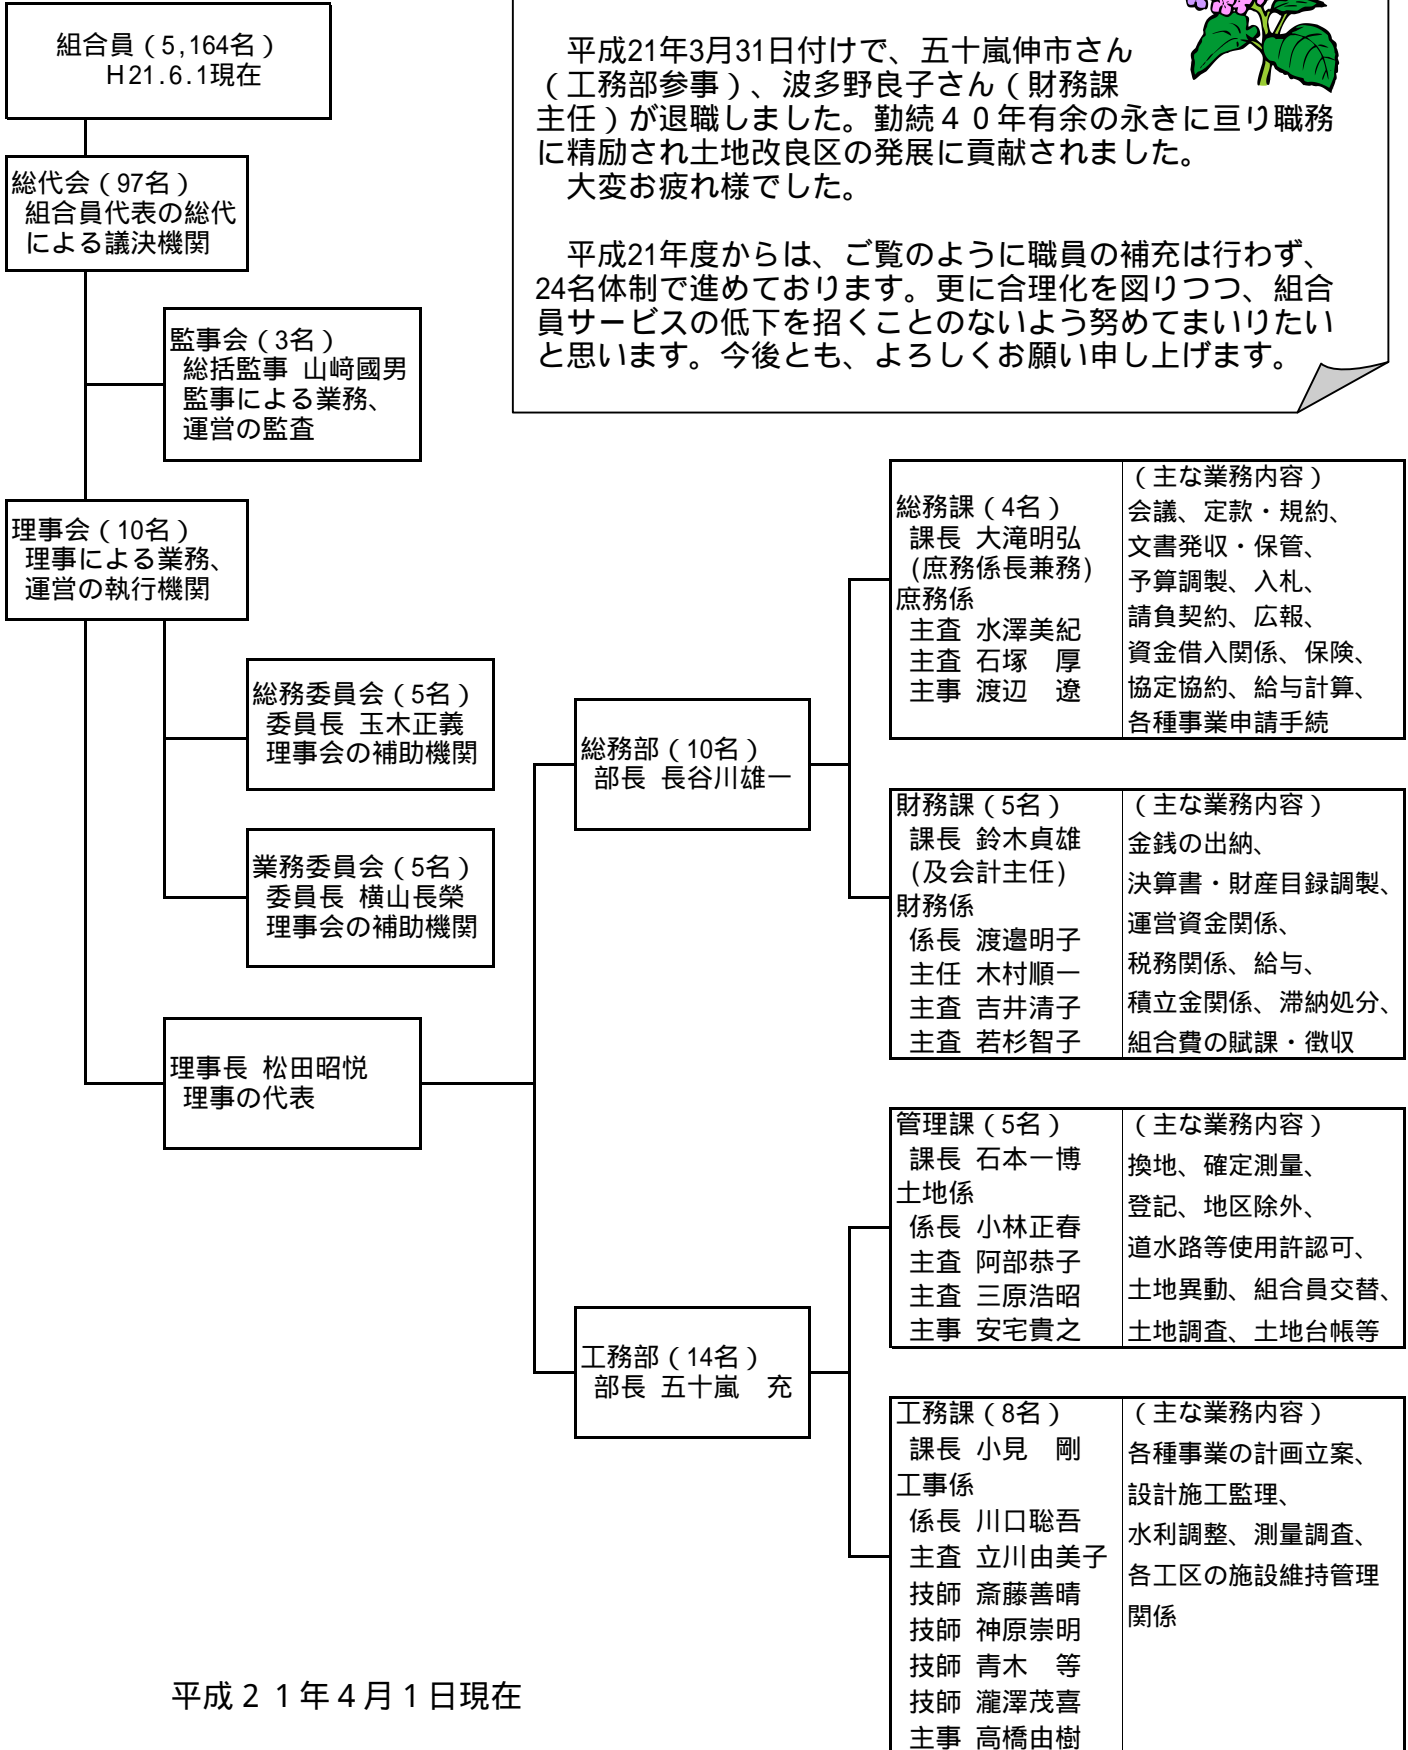 組合員（5,164名）
H21.6.1現在
総代会（97名）
組合員代表の総代
による議決機関
監事会（3名）
総括監事 山﨑國男
監事による業務、
運営の監査
理事会（10名）
理事による業務、
運営の執行機関
総務委員会（5名）
委員長 玉木正義
理事会の補助機関
業務委員会（5名）
委員長 横山長榮
理事会の補助機関
理事長 松田昭悦
理事の代表
平成21年3月31日付けで、五十嵐伸市さん
（工務部参事）、波多野良子さん（財務課
主任）が退職しました。勤続４０年有余の永きに亘り職務
に精励され土地改良区の発展に貢献されました。
大変お疲れ様でした。
平成21年度からは、ご覧のように職員の補充は行わず、
24名体制で進めております。更に合理化を図りつつ、組合
員サービスの低下を招くことのないよう努めてまいりたい
と思います。今後とも、よろしくお願い申し上げます。
総務部（10名）
部長 長谷川雄一
総務課（4名）
課長 大滝明弘
(庶務係長兼務)
庶務係
主査 水澤美紀
主査 石塚　厚
主事 渡辺　遼
（主な業務内容）
会議、定款・規約、
文書発収・保管、
予算調製、入札、
請負契約、広報、
資金借入関係、保険、
協定協約、給与計算、
各種事業申請手続
財務課（5名）
課長 鈴木貞雄
(及会計主任)
財務係
係長 渡邉明子
主任 木村順一
主査 吉井清子
主査 若杉智子
（主な業務内容）
金銭の出納、
決算書・財産目録調製、
運営資金関係、
税務関係、給与、
積立金関係、滞納処分、
組合費の賦課・徴収
工務部（14名）
部長 五十嵐　充
管理課（5名）
課長 石本一博
土地係
係長 小林正春
主査 阿部恭子
主査 三原浩昭
主事 安宅貴之
（主な業務内容）
換地、確定測量、
登記、地区除外、
道水路等使用許認可、
土地異動、組合員交替、
土地調査、土地台帳等
工務課（8名）
課長 小見　剛
工事係
係長 川口聡吾
主査 立川由美子
技師 斎藤善晴
技師 神原崇明
技師 青木　等
技師 瀧澤茂喜
主事 高橋由樹
（主な業務内容）
各種事業の計画立案、
設計施工監理、
水利調整、測量調査、
各工区の施設維持管理
関係
平成２１年４月１日現在